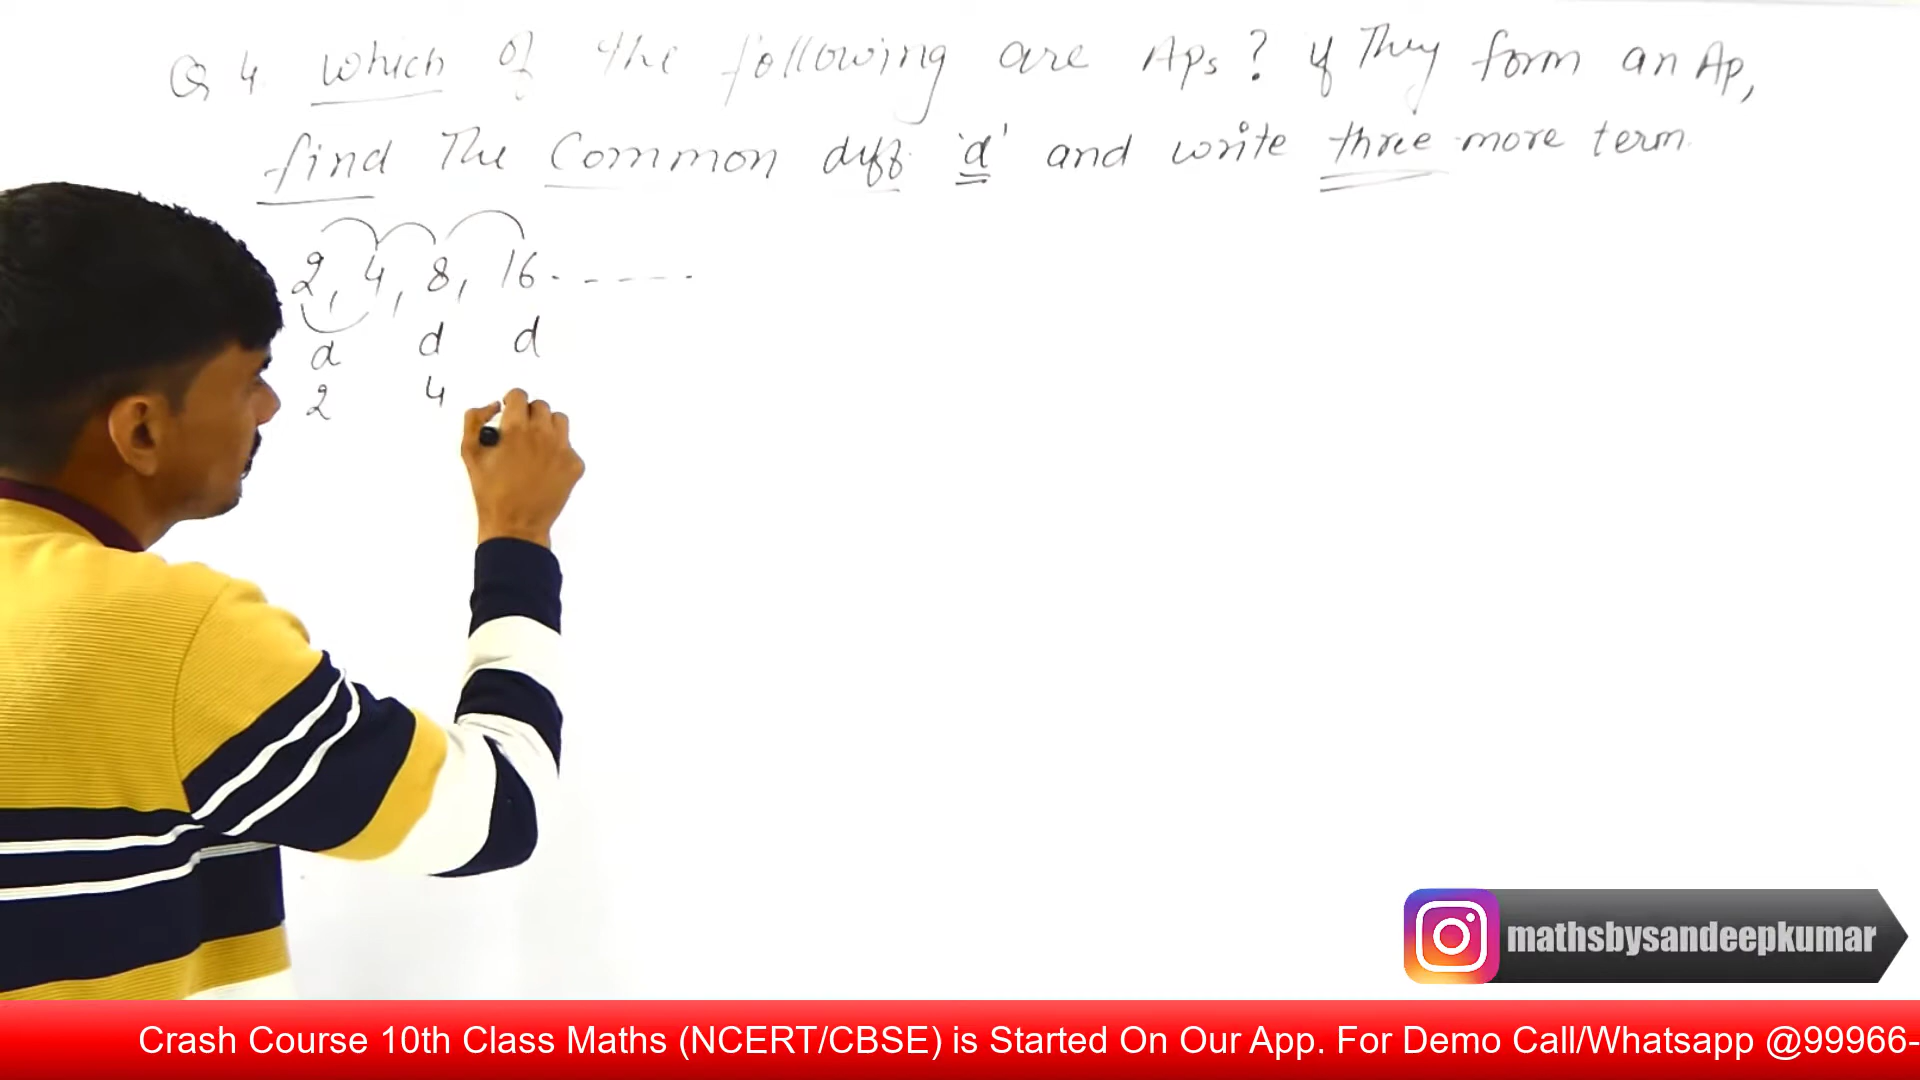 Q 4. Which of the following are Aps ? if They form an Ap,
find The Common diff 'd' and write three more term.
2, 4, 8, 16 . - - - - .
d d d
2 4
mathsbysandeepkumar
Crash Course 10th Class Maths (NCERT/CBSE) is Started On Our App. For Demo Call/Whatsapp @99966-